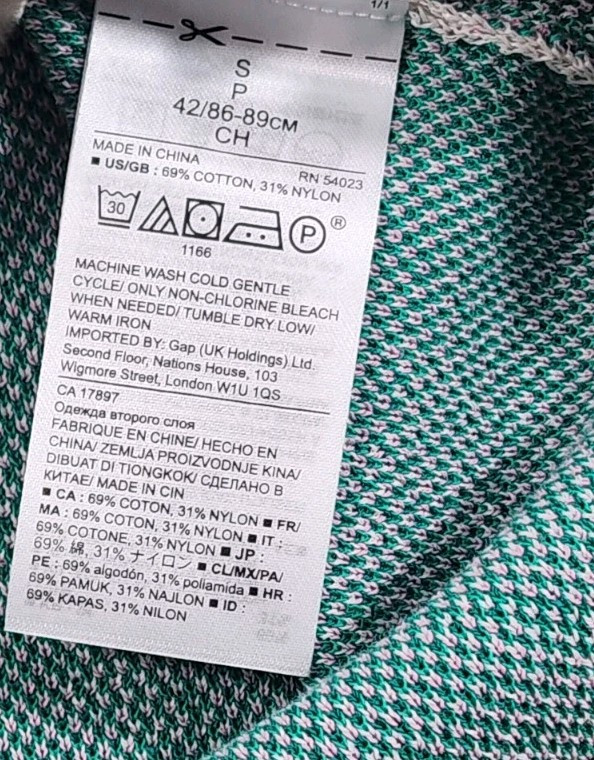 1/1
S
P
42/86-89CM
CH
MADE IN CHINA
RN 54023
■ US/GB : 69% COTTON, 31% NYLON
30
P®
1166
MACHINE WASH COLD GENTLE
CYCLE/ ONLY NON-CHLORINE BLEACH
WHEN NEEDED/ TUMBLE DRY LOW/
WARM IRON
IMPORTED BY: Gap (UK Holdings) Ltd.
Second Floor, Nations House, 103
Wigmore Street, London W1U 1QS
CA 17897
Одежда второго слоя
FABRIQUE EN CHINE/ HECHO EN
CHINA/ ZEMLJA PROIZVODNJE KINA/
DIBUAT DI TIONGKOK/ СДЕЛАНО В
КИТАЕ/ MADE IN CIN
■ CA : 69% COTON, 31% NYLON ■ FR/
MA : 69% COTON, 31% NYLON ■ IT :
69% COTONE, 31% NYLON ■ JP :
69% 綿, 31% ナイロン ■ CL/MX/PA/
PE : 69% algodón, 31% poliamida ■ HR :
69% PAMUK, 31% NAJLON ■ ID :
69% KAPAS, 31% NILON